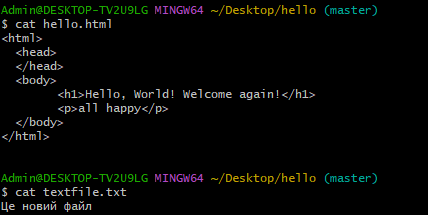 Admin@DESKTOP-TV2U9LG MINGW64 ~/Desktop/hello (master)
$ cat hello.html
<html>
  <head>
  </head>
  <body>
        <h1>Hello, World! Welcome again!</h1>
        <p>all happy</p>
  </body>
</html>
Admin@DESKTOP-TV2U9LG MINGW64 ~/Desktop/hello (master)
$ cat textfile.txt
Це новий файл